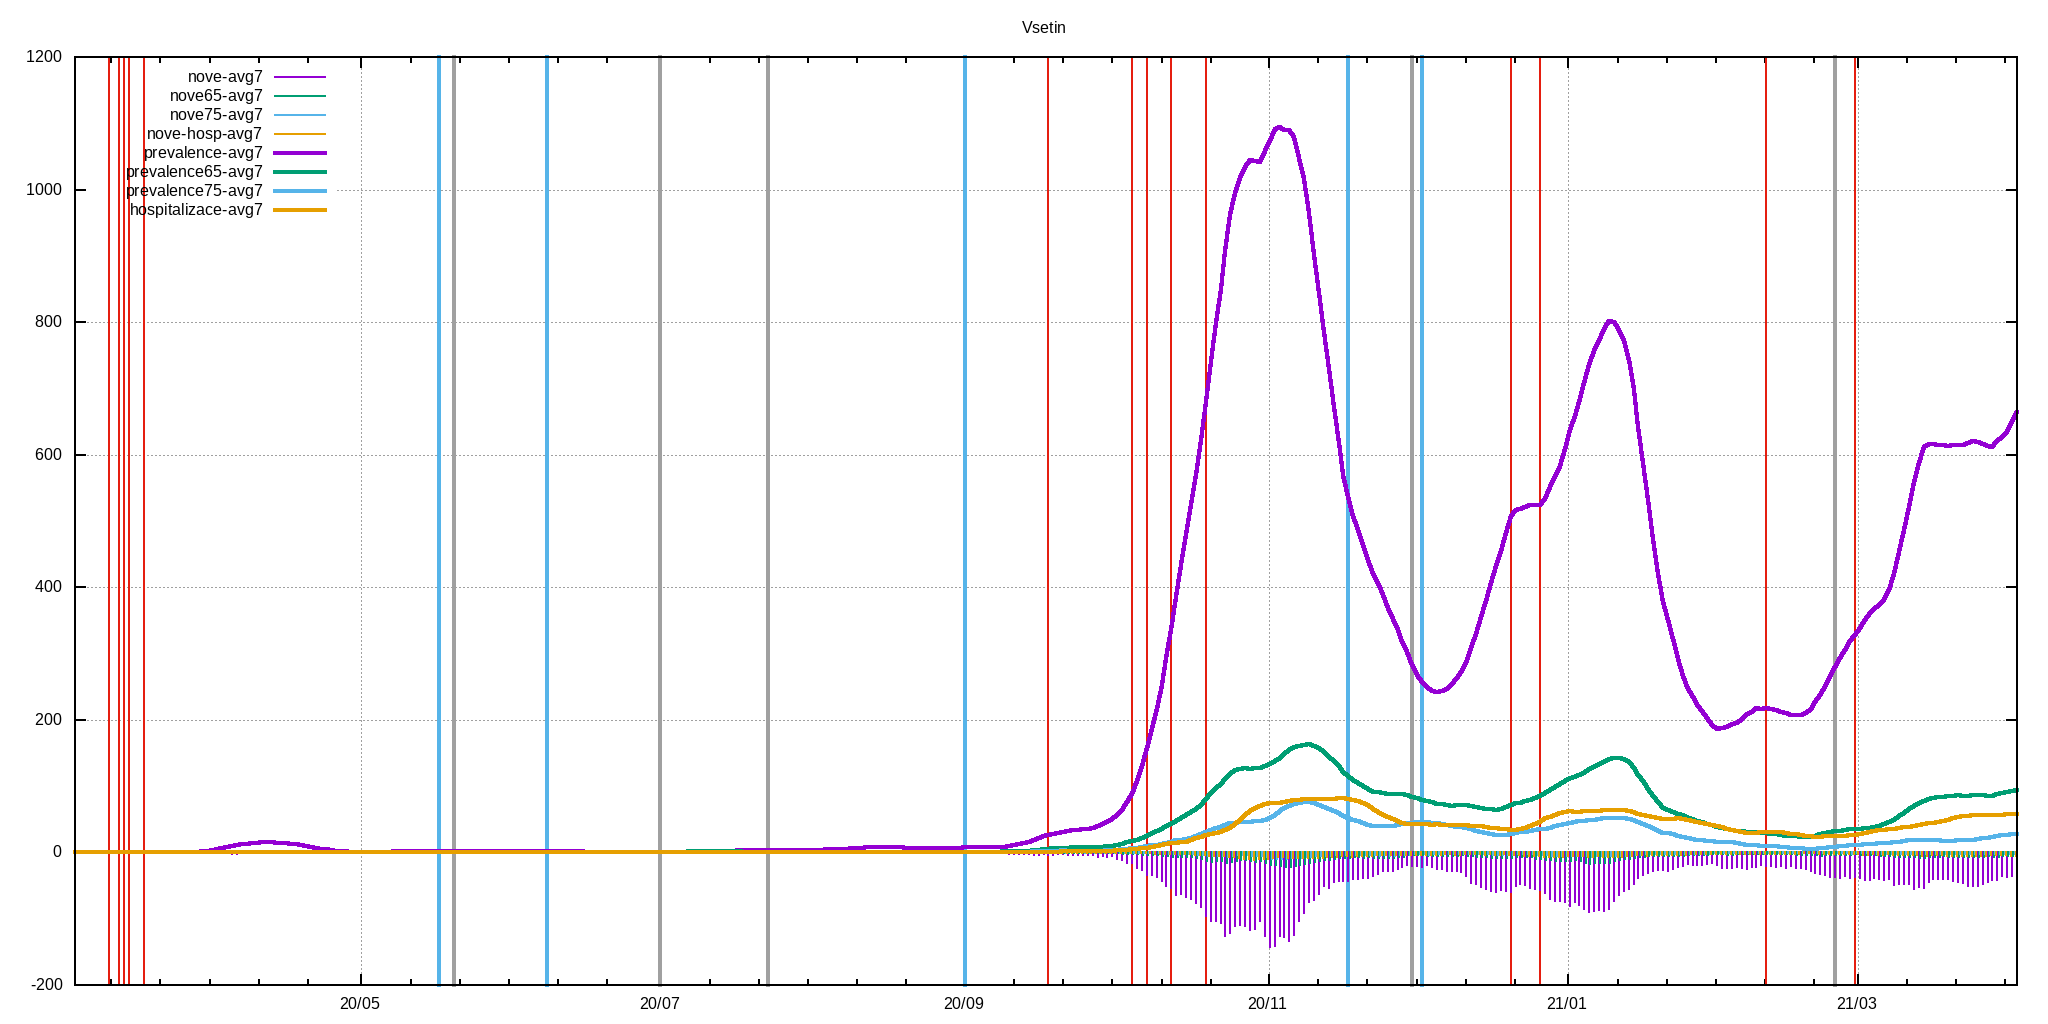 Vsetin
1200
1000
800
600
400
200
0
-200
nove-avg7
nove65-avg7
nove75-avg7
nove-hosp-avg7
prevalence-avg7
prevalence65-avg7
prevalence75-avg7
hospitalizace-avg7
20/05 20/07 20/09 20/11 21/01 21/03